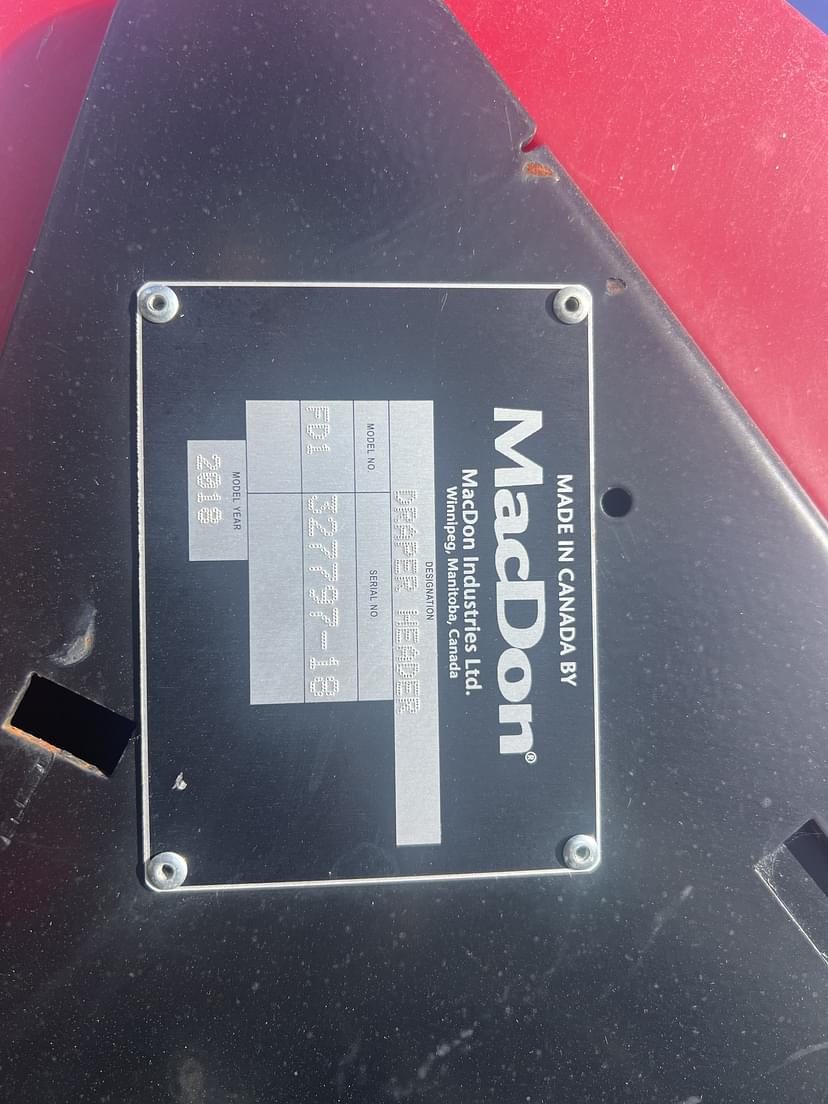 MADE IN CANADA BY
MacDon®
MacDon Industries Ltd.
Winnipeg, Manitoba, Canada
DESIGNATION
DRAPER HEADER
MODEL NO. SERIAL NO.
FD1 327797-18
MODEL YEAR
2018